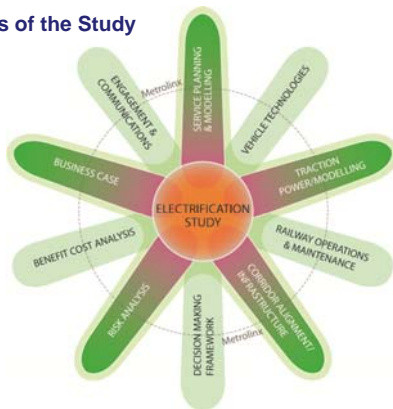 s of the Study
Metrolinx
SERVICE PLANNING
& MODELLING
VEHICLE TECHNOLOGIES
TRACTION
POWER/MODELLING
RAILWAY OPERATIONS
& MAINTENANCE
CORRIDOR ALIGNMENT/
INFRASTRUCTURE
Metrolinx
DECISION MAKING
FRAMEWORK
RISK ANALYSIS
BENEFIT COST ANALYSIS
BUSINESS CASE
ENGAGEMENT &
COMMUNICATIONS
ELECTRIFICATION
STUDY